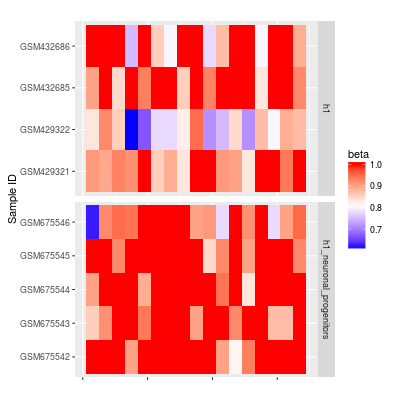 GSM432686
GSM432685
GSM429322
GSM429321
h1
GSM675546
GSM675545
GSM675544
GSM675543
GSM675542
h1_neuronal_progenitors
Sample ID
beta
1.0
0.9
0.8
0.7